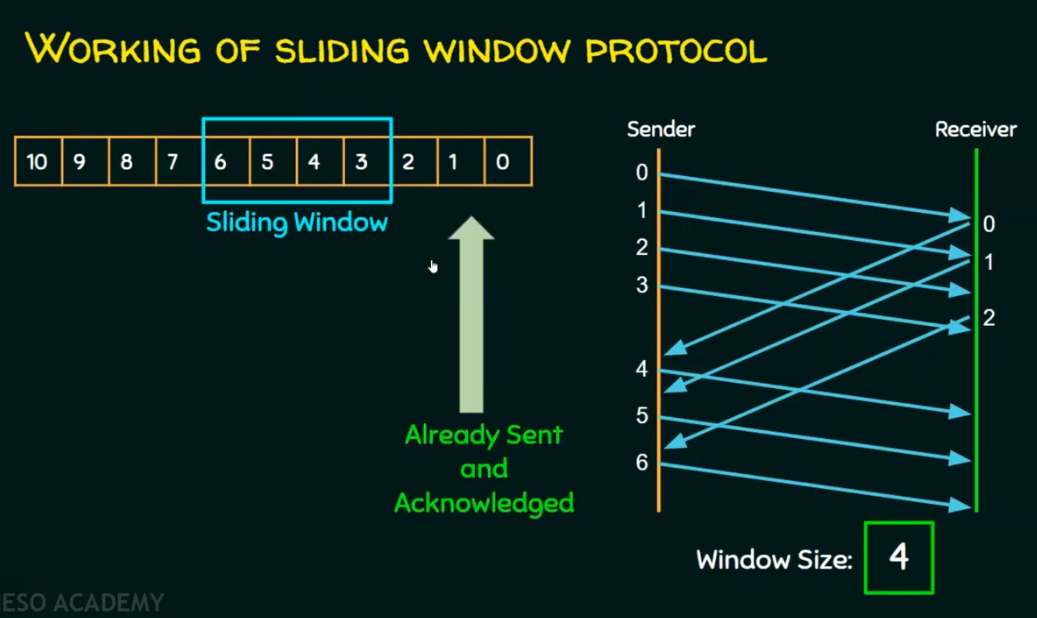 WORKING OF SLIDING WINDOW PROTOCOL
10 9 8 7 6 5 4 3 2 1 0
Sliding Window
Already Sent
and
Acknowledged
Sender
Receiver
0
1
2
3
4
5
6
0
1
2
Window Size: 4
ESO ACADEMY